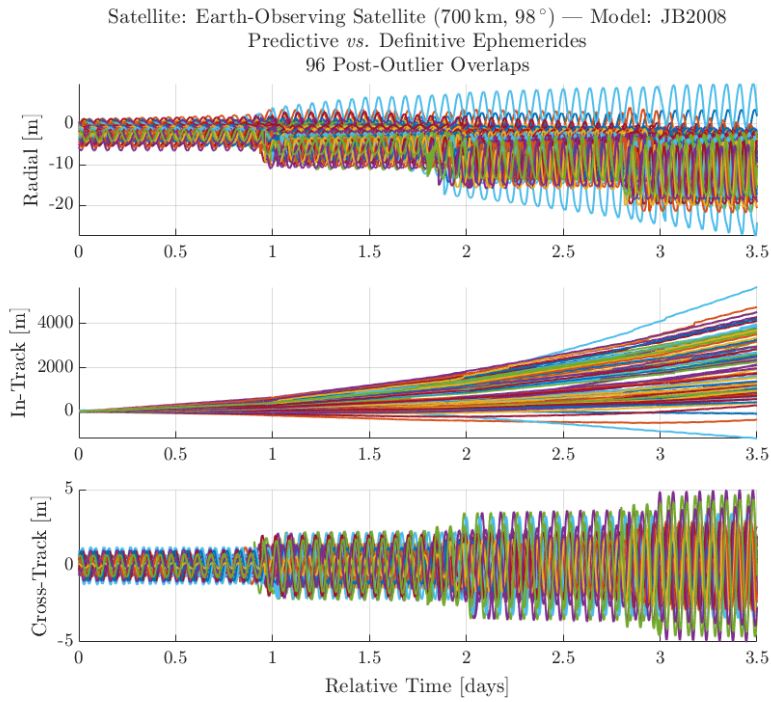 Satellite: Earth-Observing Satellite (700 km, 98°) — Model: JB2008
Predictive vs. Definitive Ephemerides
96 Post-Outlier Overlaps
Radial [m]
0
-10
-20
0 0.5 1 1.5 2 2.5 3 3.5
In-Track [m]
4000
2000
0
0 0.5 1 1.5 2 2.5 3 3.5
Cross-Track [m]
5
0
-5
0 0.5 1 1.5 2 2.5 3 3.5
Relative Time [days]